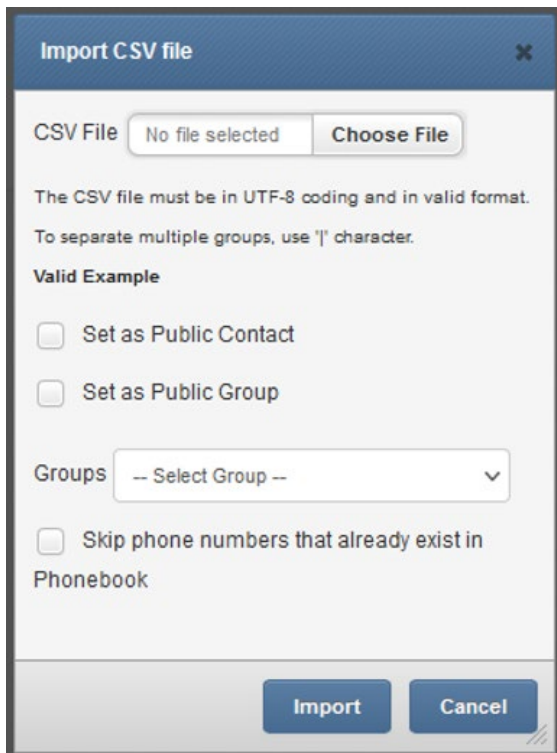 Import CSV file
CSV File No file selected Choose File
The CSV file must be in UTF-8 coding and in valid format.
To separate multiple groups, use '|' character.
Valid Example
Set as Public Contact
Set as Public Group
Groups -- Select Group --
Skip phone numbers that already exist in
Phonebook
Import Cancel